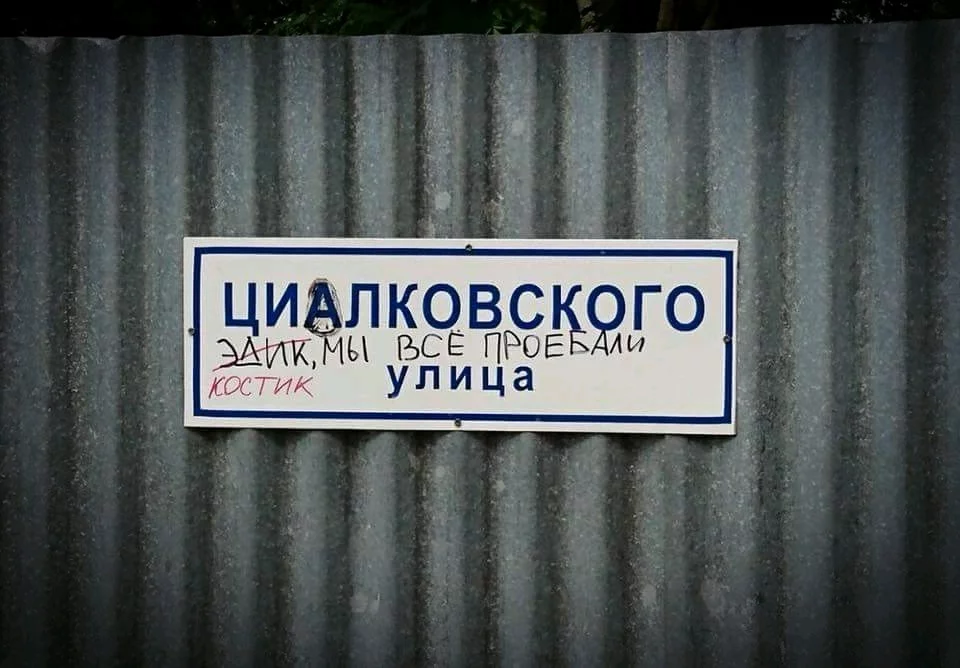 ЦИАЛКОВСКОГО
ЭДИК, МЫ ВСЁ ПРОЕБАЛИ
КОСТИК
улица